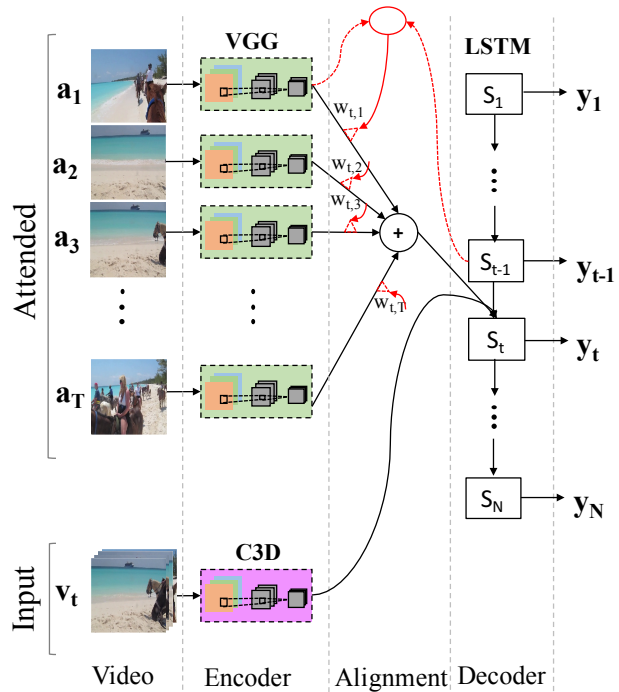 VGG
LSTM
Attended
a1
wt,1
S1
y1
a2
wt,2
a3
wt,3
+
St-1
yt-1
wt,T
St
yt
aT
SN
yN
C3D
Input
vt
Video
Encoder
Alignment
Decoder